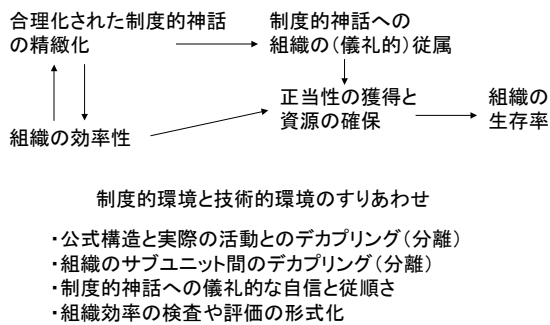 合理化された制度的神話
の精緻化
制度的神話への
組織の(儀礼的)従属
正当性の獲得と
資源の確保
組織の
生存率
組織の効率性
制度的環境と技術的環境のすりあわせ
・公式構造と実際の活動とのデカプリング(分離)
・組織のサブユニット間のデカプリング(分離)
・制度的神話への儀礼的な自信と従順さ
・組織効率の検査や評価の形式化